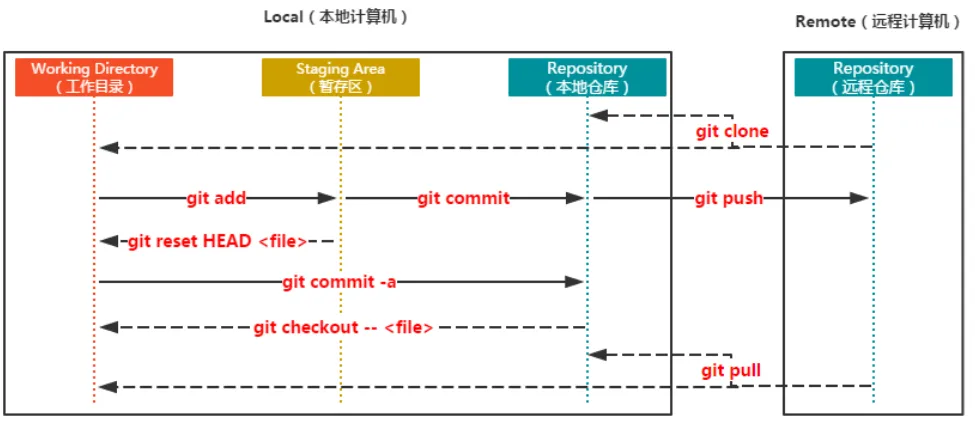 Local（本地计算机）
Remote（远程计算机）
Working Directory
（工作目录）
Staging Area
（暂存区）
Repository
（本地仓库）
Repository
（远程仓库）
git clone
git add
git commit
git push
git reset HEAD <file>
git commit -a
git checkout -- <file>
git pull